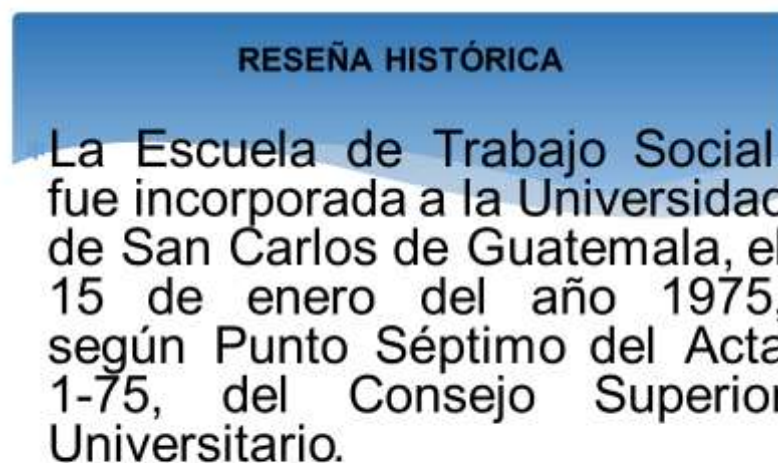 RESEÑA HISTÓRICA
La Escuela de Trabajo Social,
fue incorporada a la Universidad
de San Carlos de Guatemala, el
15 de enero del año 1975,
según Punto Séptimo del Acta
1-75, del Consejo Superior
Universitario.